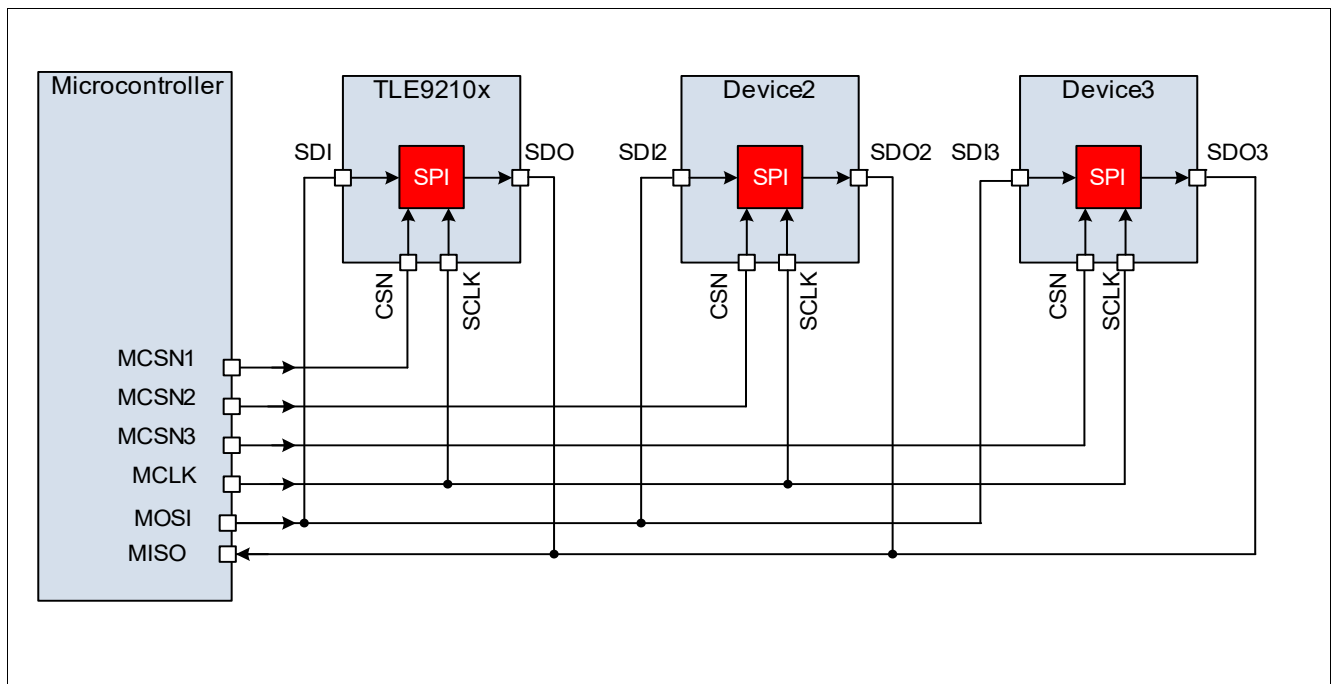 Microcontroller
TLE9210x
Device2
Device3
SDI
SPI
SDO
SDI2
SPI
SDO2
SDI3
SPI
SDO3
CSN
SCLK
CSN
SCLK
CSN
SCLK
MCSN1
MCSN2
MCSN3
MCLK
MOSI
MISO